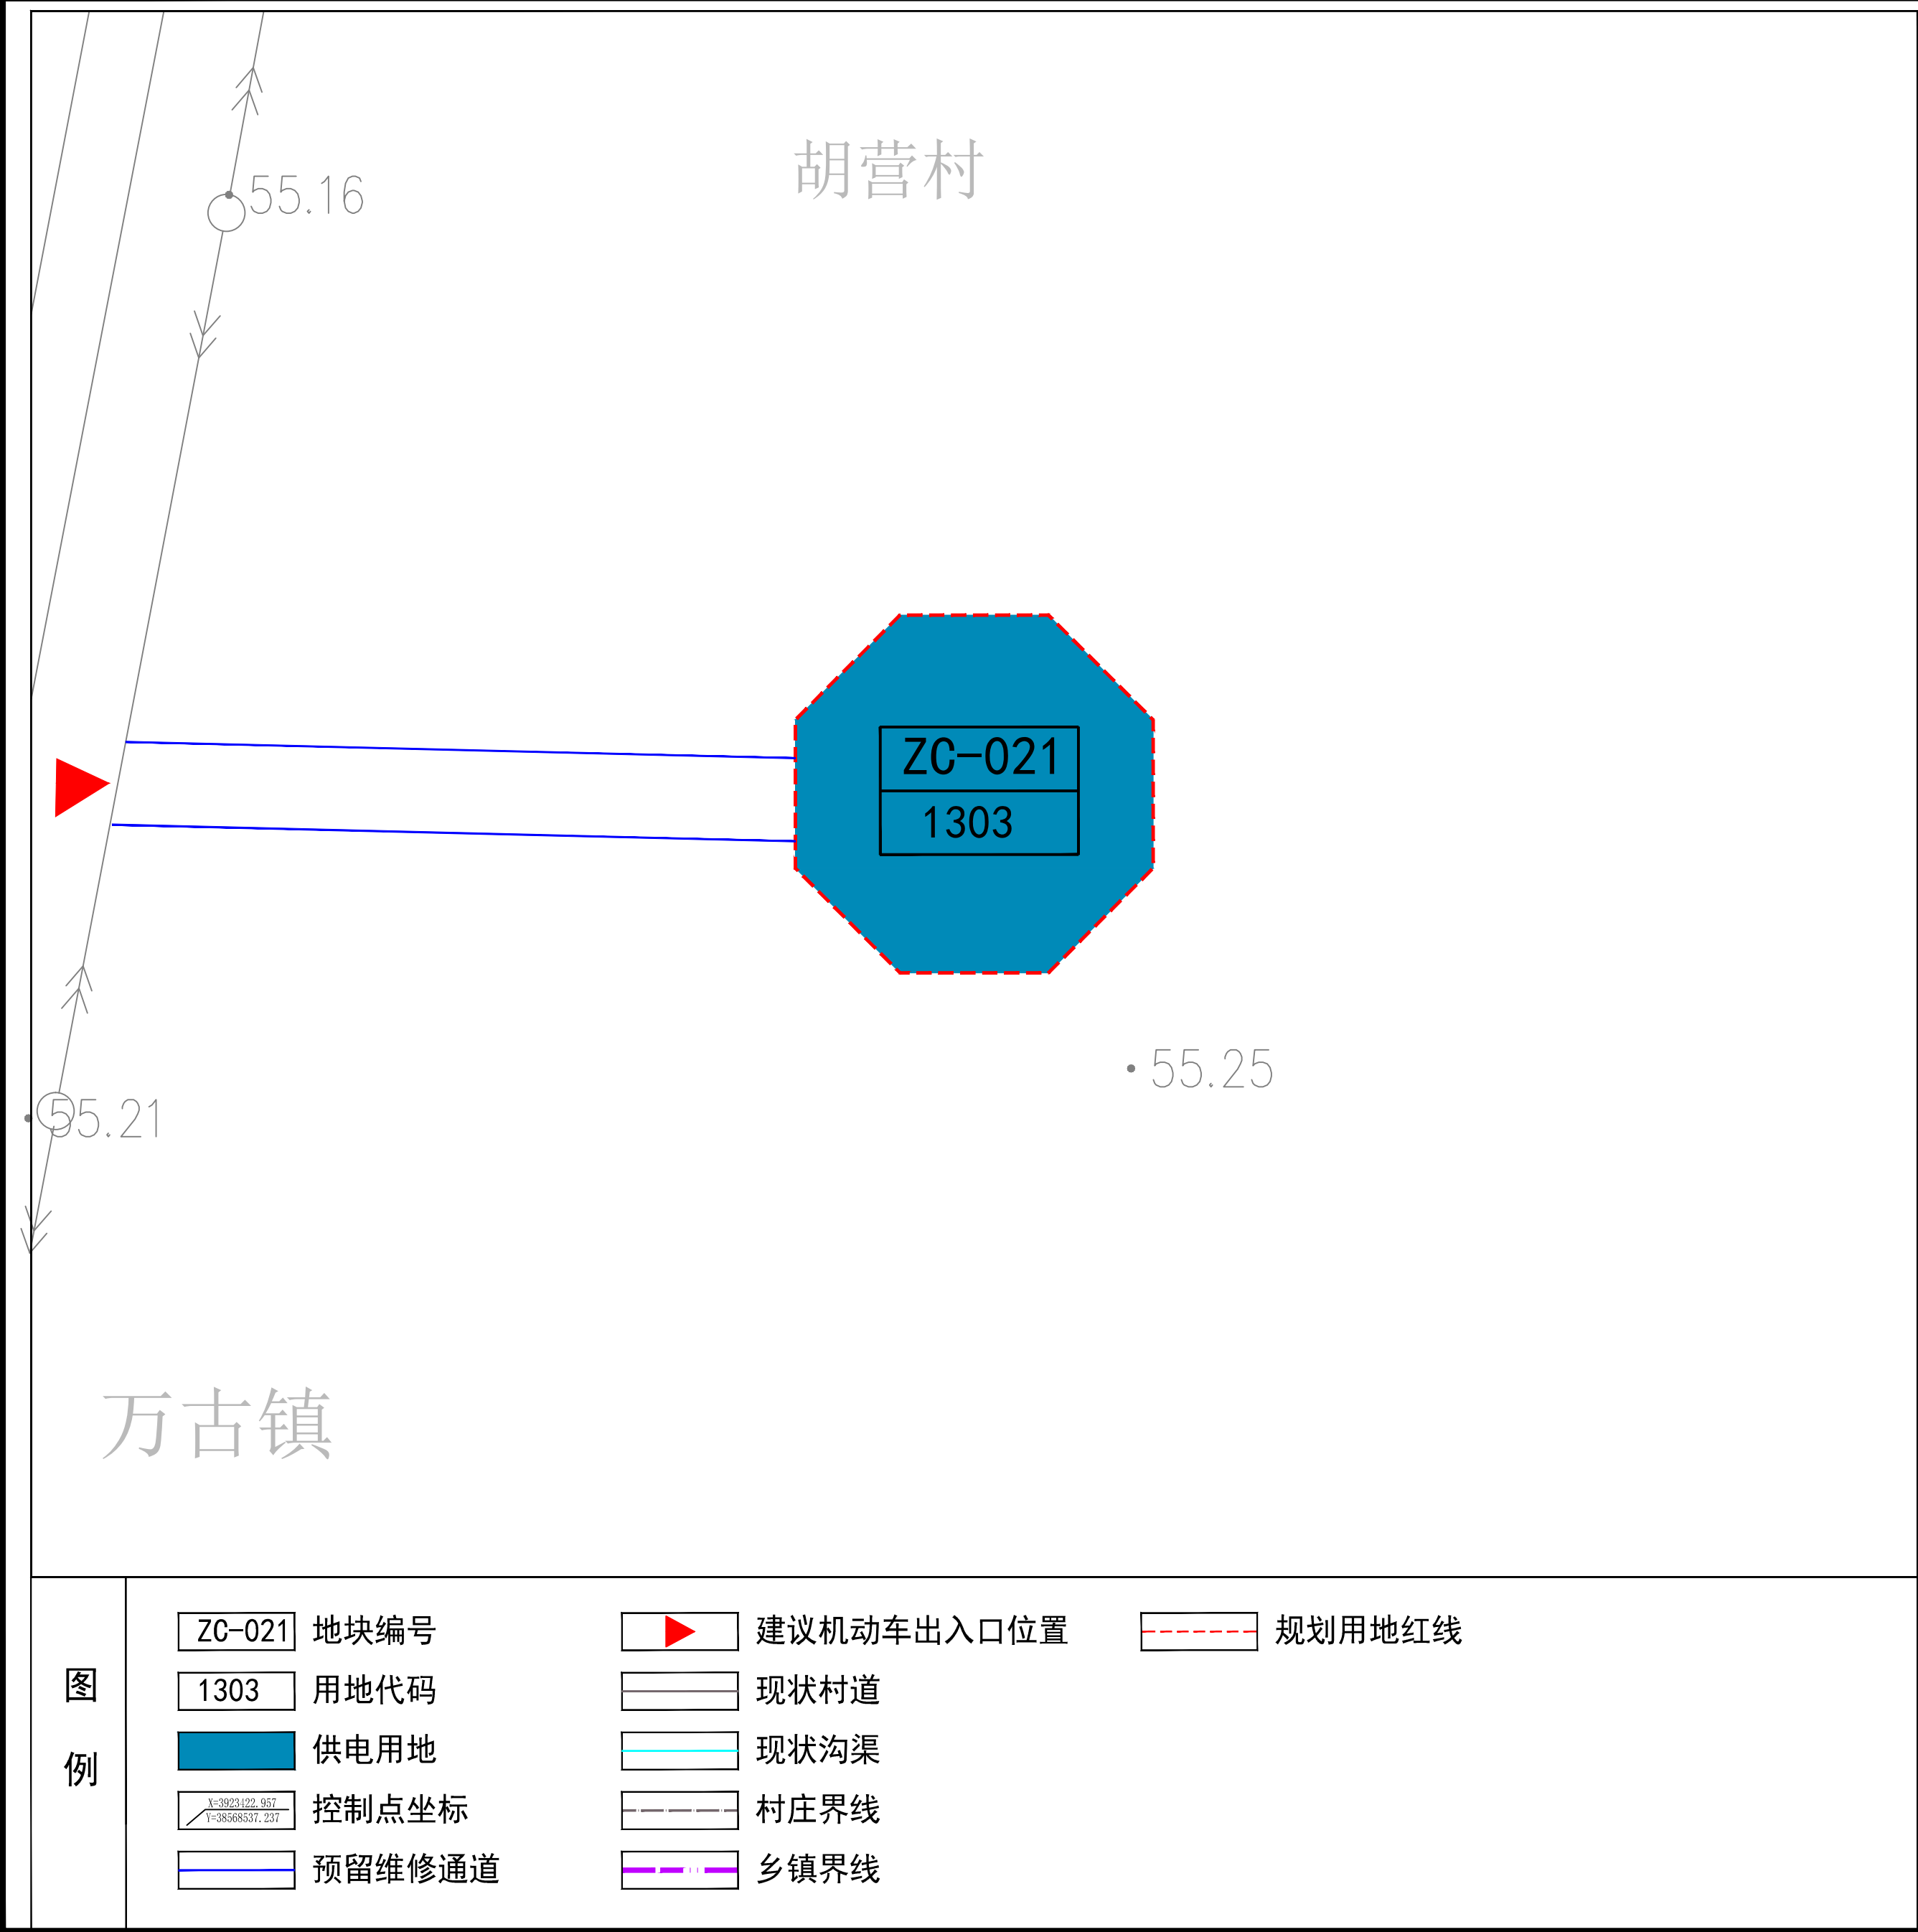 胡营村
55.16
ZC-021
1303
55.25
55.21
万古镇
图例
ZC-021 地块编号
1303 用地代码
供电用地
X=3923422.957
Y=38568537.237
控制点坐标
预留维修通道
建议机动车出入口位置
现状村道
现状沟渠
村庄界线
乡镇界线
规划用地红线